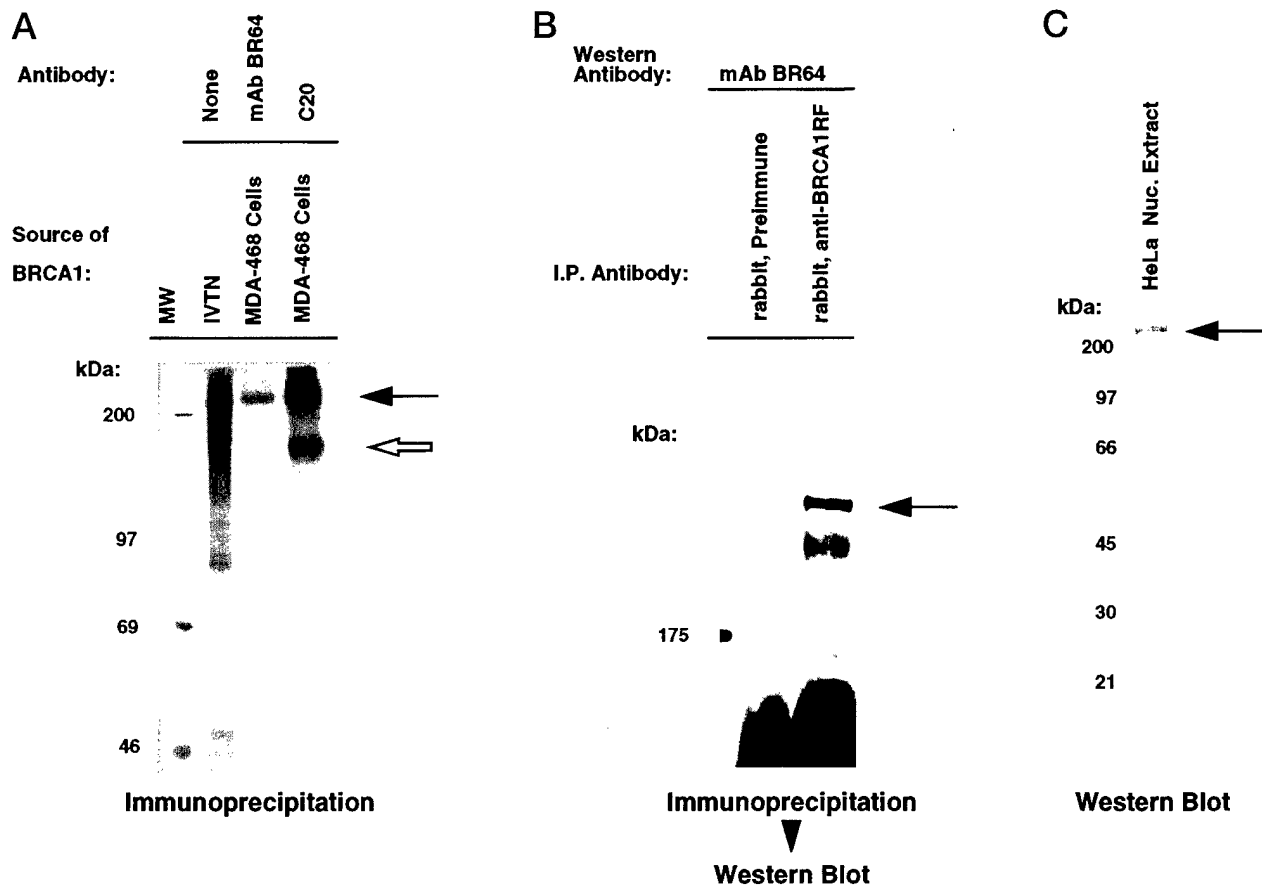 A
Antibody:
None
mAb BR64
C20
Source of
BRCA1:
MW
IVTN
MDA-468 Cells
MDA-468 Cells
kDa:
200
97
69
46
Immunoprecipitation
B
Western
Antibody:
mAb BR64
I.P. Antibody:
rabbit, Preimmune
rabbit, anti-BRCA1RF
kDa:
175
Immunoprecipitation
Western Blot
C
HeLa Nuc. Extract
kDa:
200
97
66
45
30
21
Western Blot